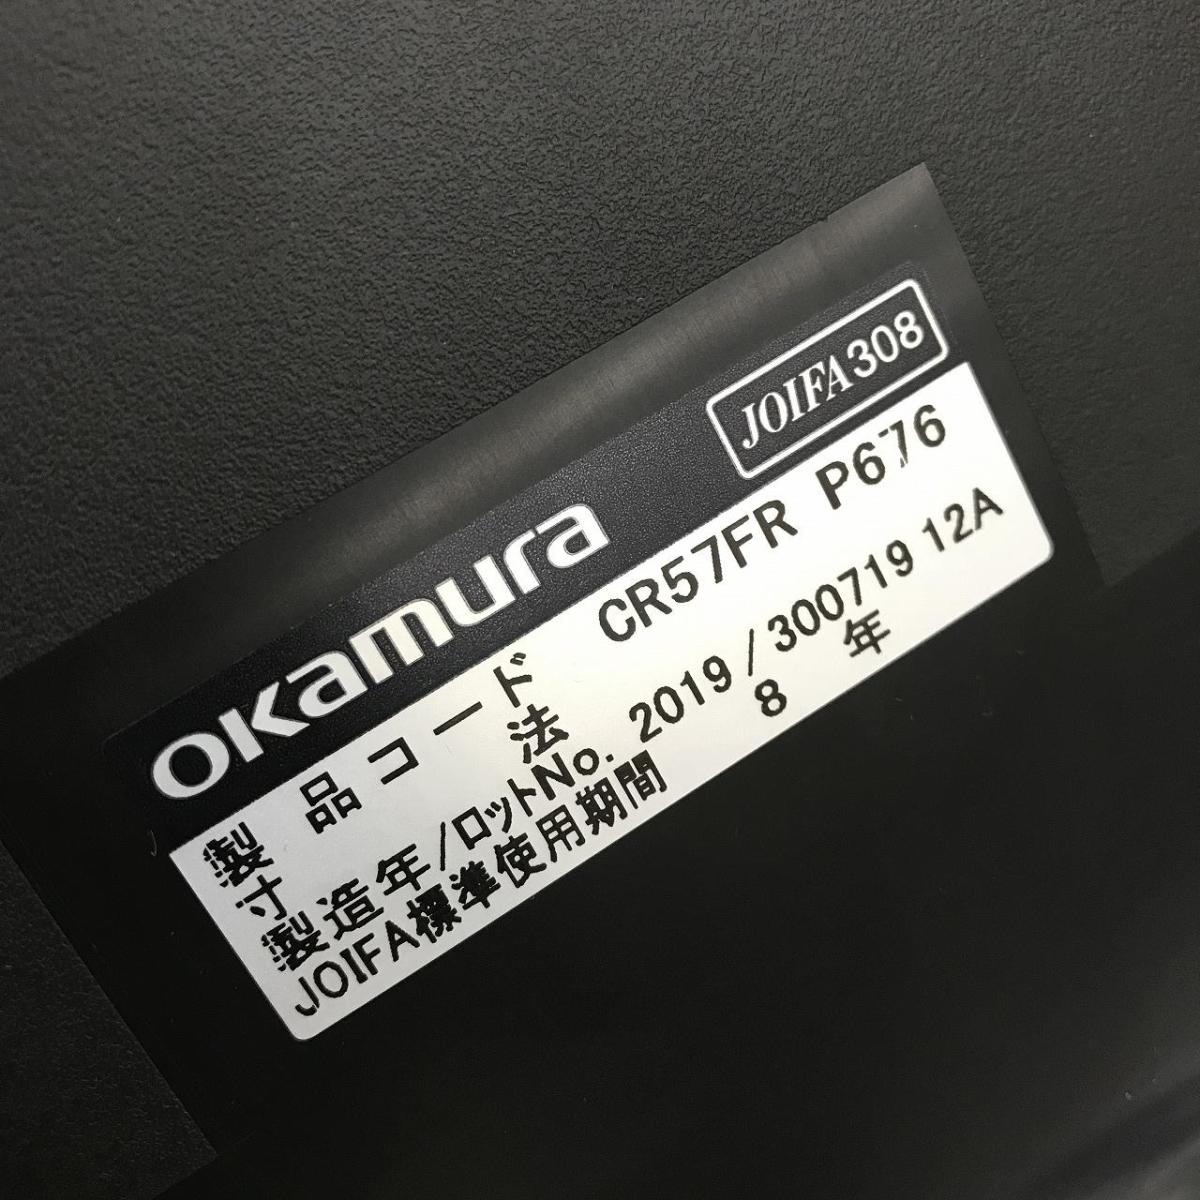 JOIFA308
okamura
製品コード CR57FR P676
寸法
製造年/ロットNo. 2019/300719 12A
JOIFA標準使用期間 8年